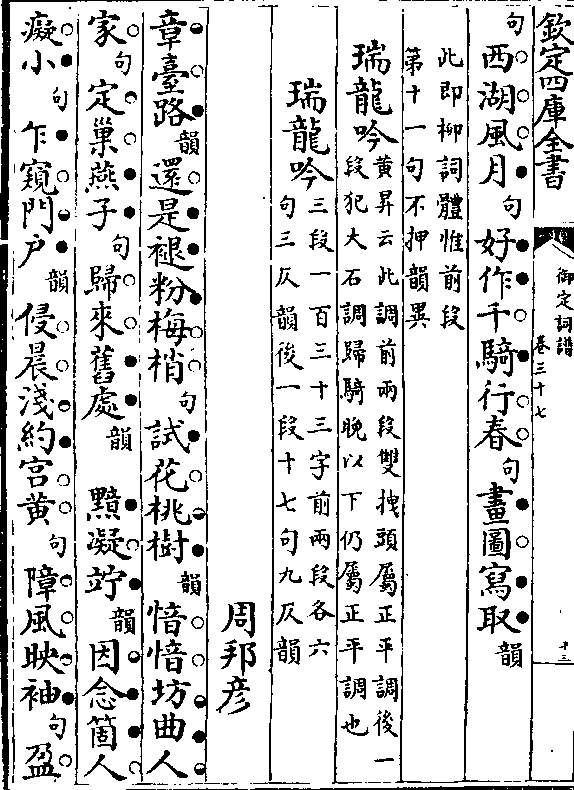 欽定四庫全書
御定詞譜
卷三十七
十三
句西湖風月句好作千騎行春句畫圖寫取韻
此即柳詞體惟前段
第十一句不押韻異
瑞龍吟黄昇云此調前兩段雙拽頭屬正平調後一
段犯大石調歸騎晚以下仍屬正平調也
瑞龍吟三段一百三十三字前兩段各六
句三仄韻後一段十七句九仄韻
周邦彦
章臺路韻還是褪粉梅梢句試花桃樹韻愔愔坊曲人
家句定巢燕子句歸來舊處韻　黯凝竚韻因念箇人
癡小句乍窺門户韻侵晨淺約宫黄句障風映袖句盈